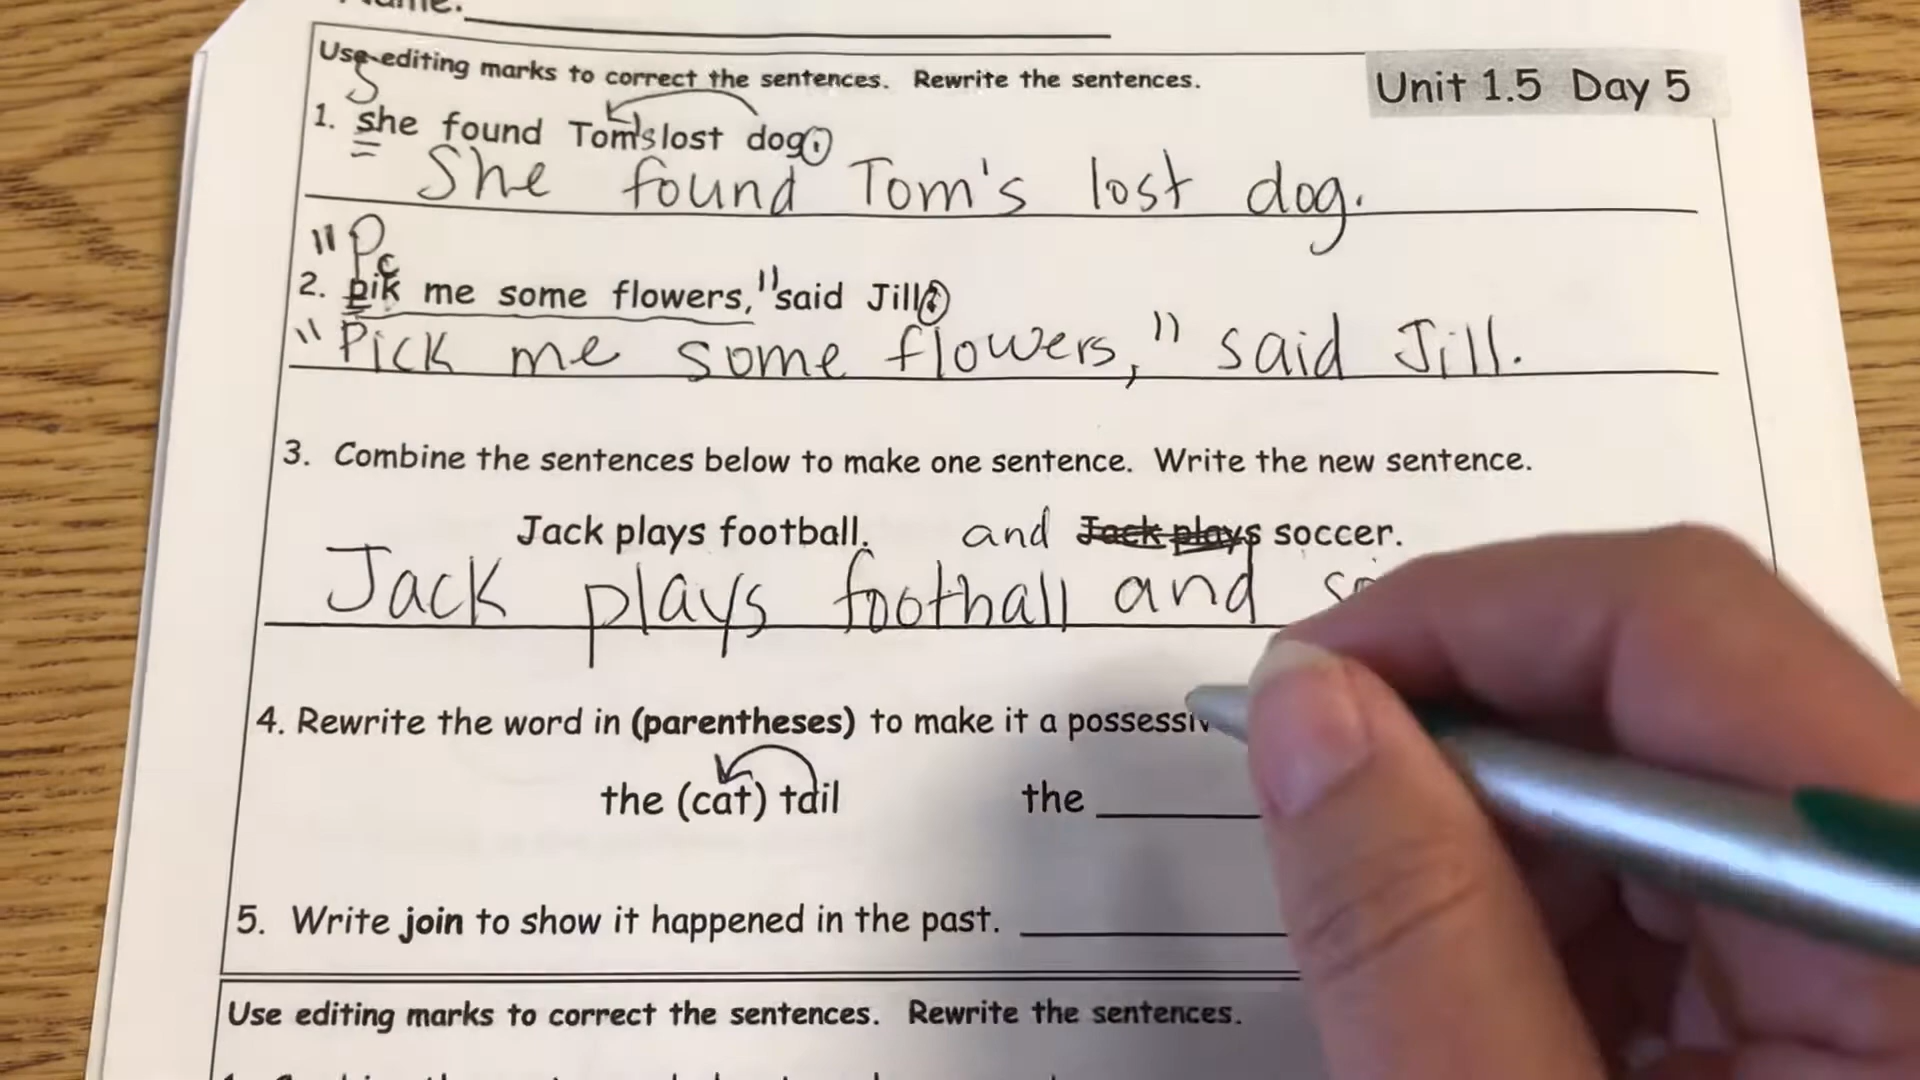 Name:
Use editing marks to correct the sentences. Rewrite the sentences.
Unit 1.5 Day 5
S
1. she found Tom's lost dog.
She found Tom's lost dog.
" P c
2. pik me some flowers," said Jill.
"Pick me some flowers," said Jill.
3. Combine the sentences below to make one sentence. Write the new sentence.
Jack plays football. and Jack plays soccer.
Jack plays football and
4. Rewrite the word in (parentheses) to make it a
the (cat) tail the
5. Write join to show it happened in the past.
Use editing marks to correct the sentences. Rewrite the sentences.